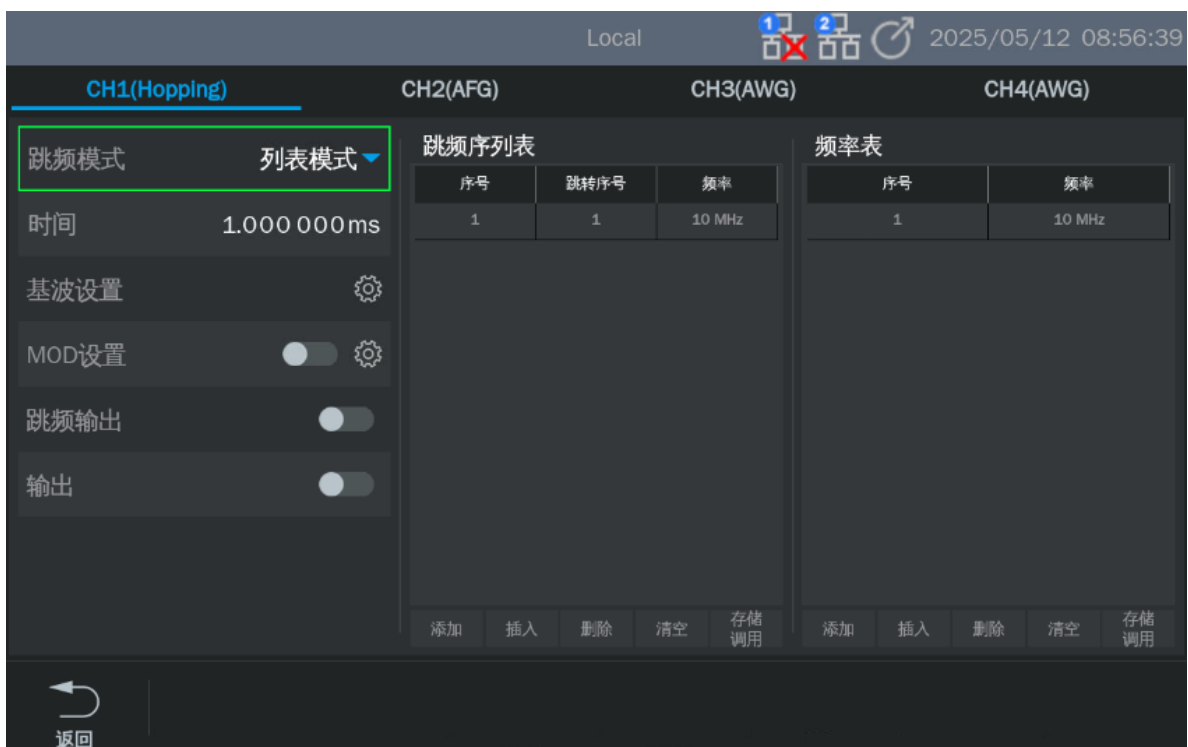 Local 1 2 2025/05/12 08:56:39
CH1(Hopping) CH2(AFG) CH3(AWG) CH4(AWG)
跳频模式 列表模式
时间 1.000 000ms
基波设置
MOD设置
跳频输出
输出
跳频序列表
序号 跳转序号 频率
1 1 10 MHz
添加 插入 删除 清空 存储调用
频率表
序号 频率
1 10 MHz
添加 插入 删除 清空 存储调用
返回